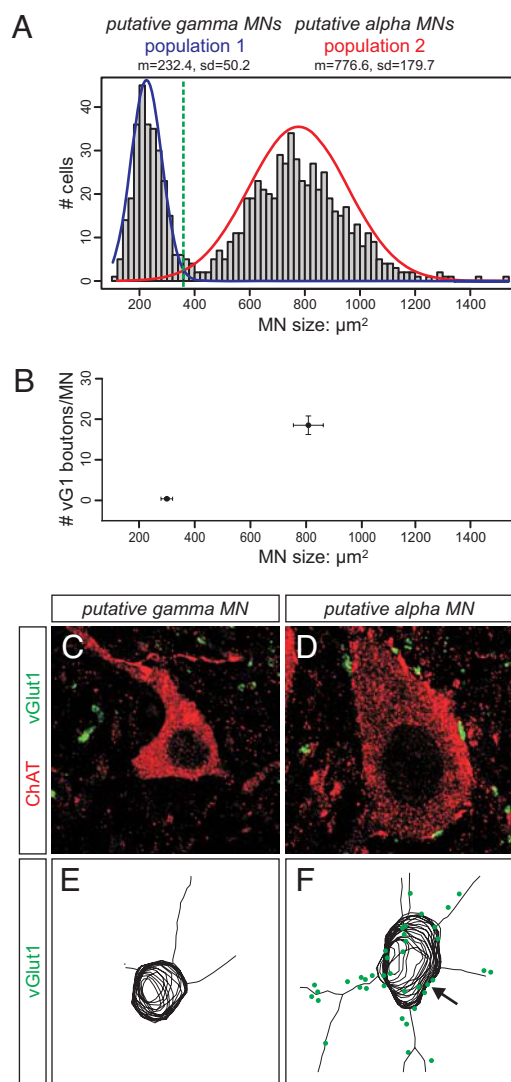 A
putative gamma MNs
putative alpha MNs
population 1
population 2
m=232.4, sd=50.2
m=776.6, sd=179.7
# cells
40
30
20
10
0
200 400 600 800 1000 1200 1400
MN size: µm²
B
# vG1 boutons/MN
30
20
10
0
200 400 600 800 1000 1200 1400
MN size: µm²
putative gamma MN
putative alpha MN
ChAT vGlut1
C
D
vGlut1
E
F